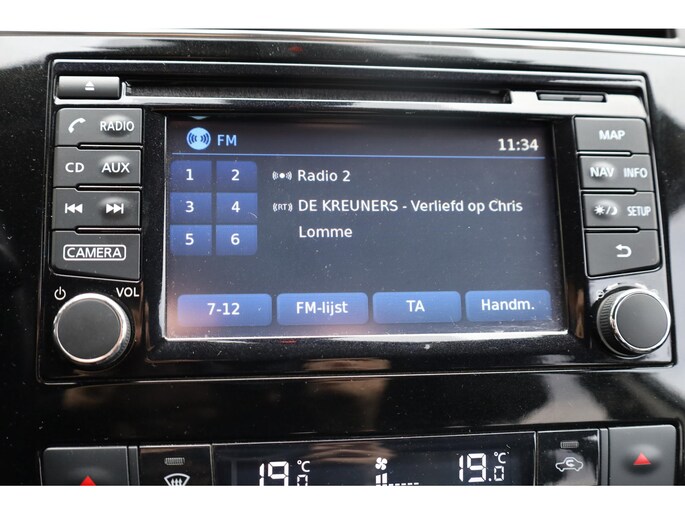 RADIO
CD AUX
CAMERA
VOL
FM 11:34
1 2
3 4
5 6
Radio 2
RT DE KREUNERS - Verliefd op Chris
Lomme
7-12 FM-lijst TA Handm.
MAP
NAV INFO
SETUP
19.0 °C
19.0 °C